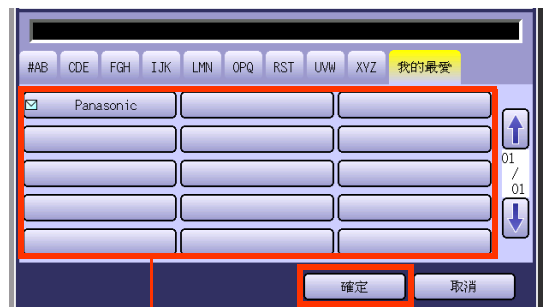 #AB CDE FGH IJK LMN OPQ RST UVW XYZ 我的最愛
Panasonic
01
/
01
確定 取消